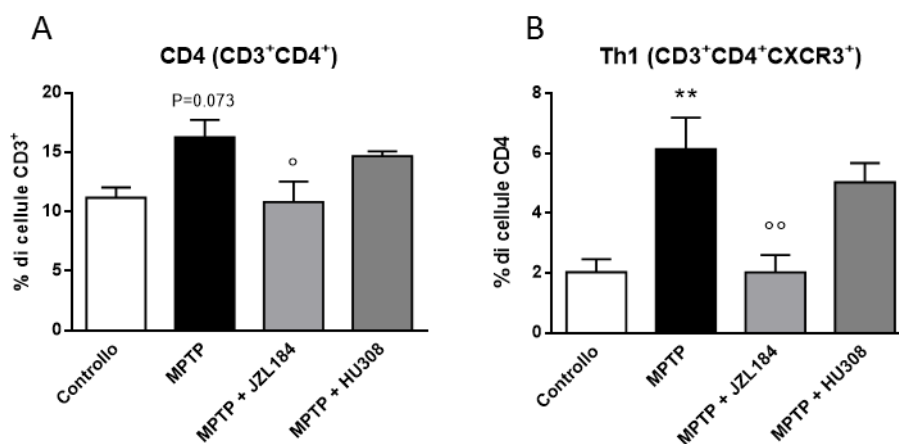 A
CD4 (CD3⁺CD4⁺)
% di cellule CD3⁺
20
15
10
5
0
P=0.073
°
Controllo
MPTP
MPTP + JZL184
MPTP + HU308
B
Th1 (CD3⁺CD4⁺CXCR3⁺)
% di cellule CD4
8
6
4
2
0
**
°°
Controllo
MPTP
MPTP + JZL184
MPTP + HU308